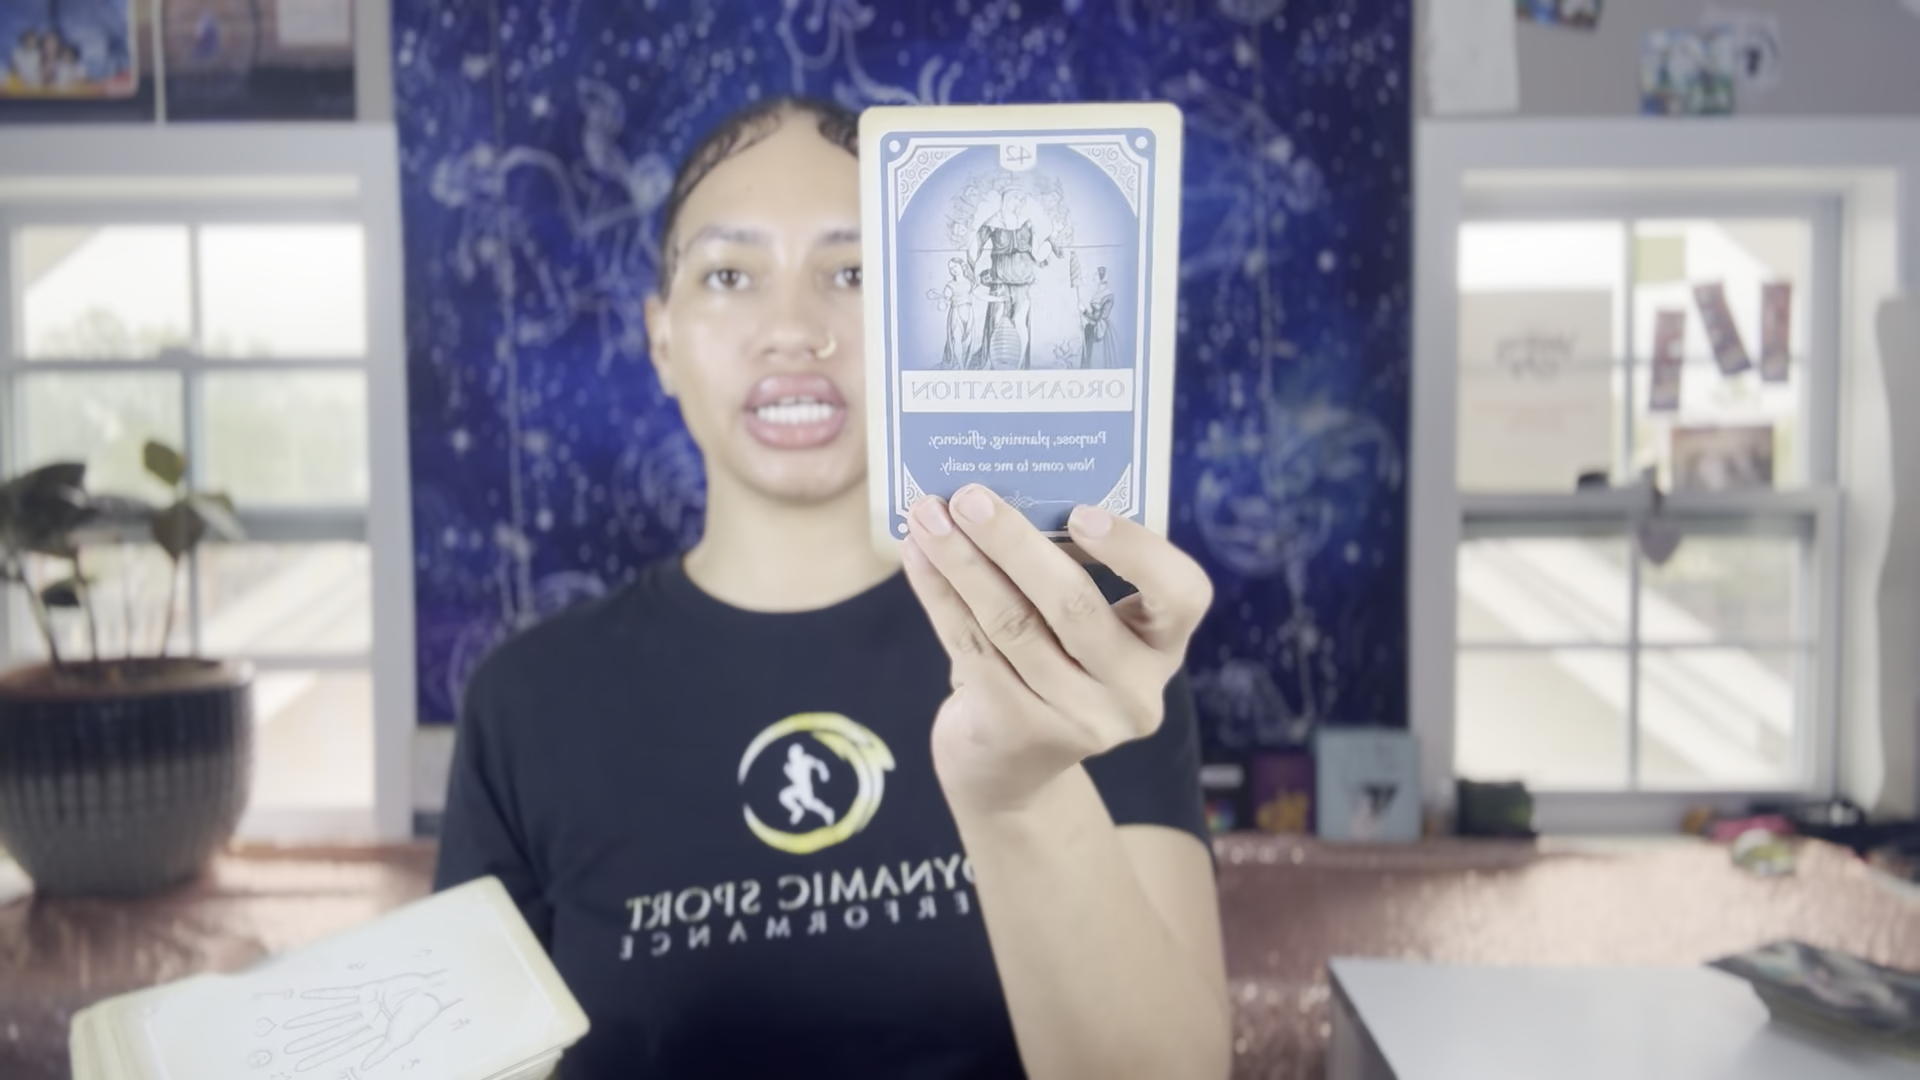 42
ORGANISATION
Purpose, planning, efficiency,
Now come to me so easily.
DYNAMIC SPORT
ERFORMANCE